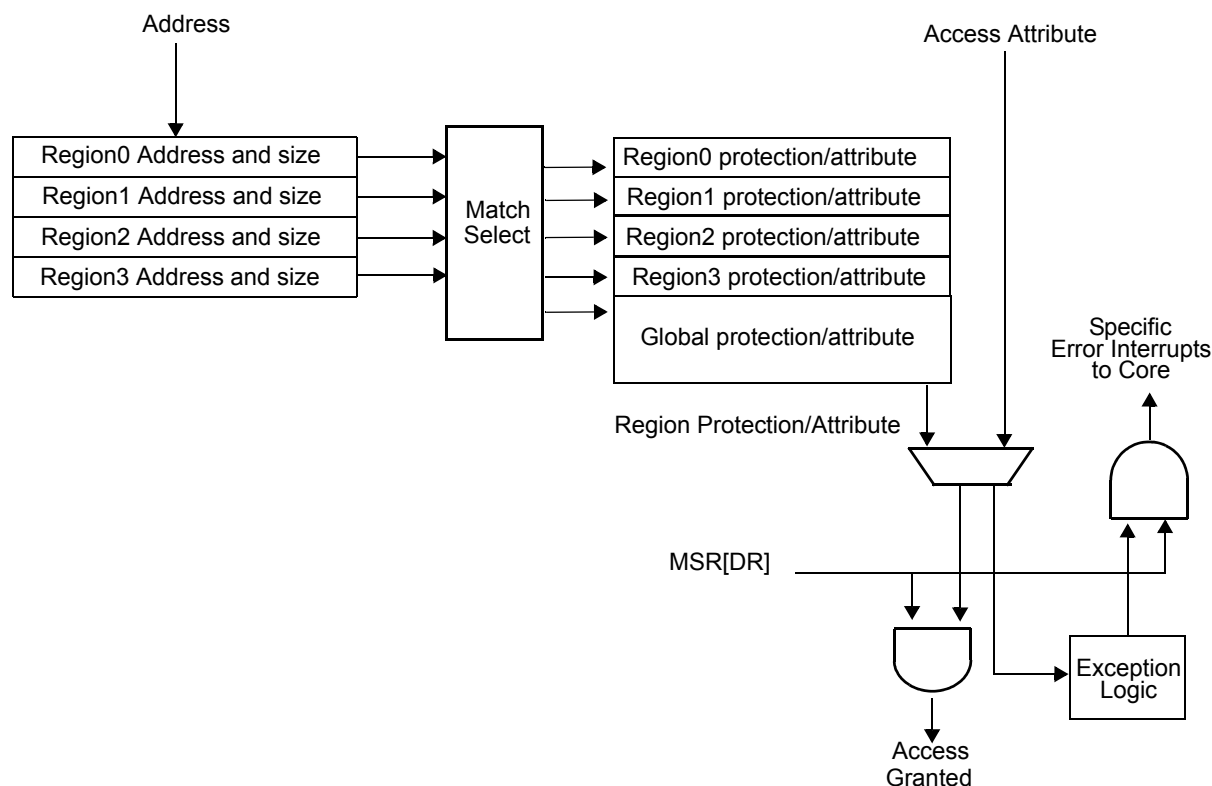 Address
Access Attribute
Region0 Address and size
Region1 Address and size
Region2 Address and size
Region3 Address and size
Match
Select
Region0 protection/attribute
Region1 protection/attribute
Region2 protection/attribute
Region3 protection/attribute
Global protection/attribute
Specific
Error Interrupts
to Core
Region Protection/Attribute
MSR[DR]
Exception
Logic
Access
Granted